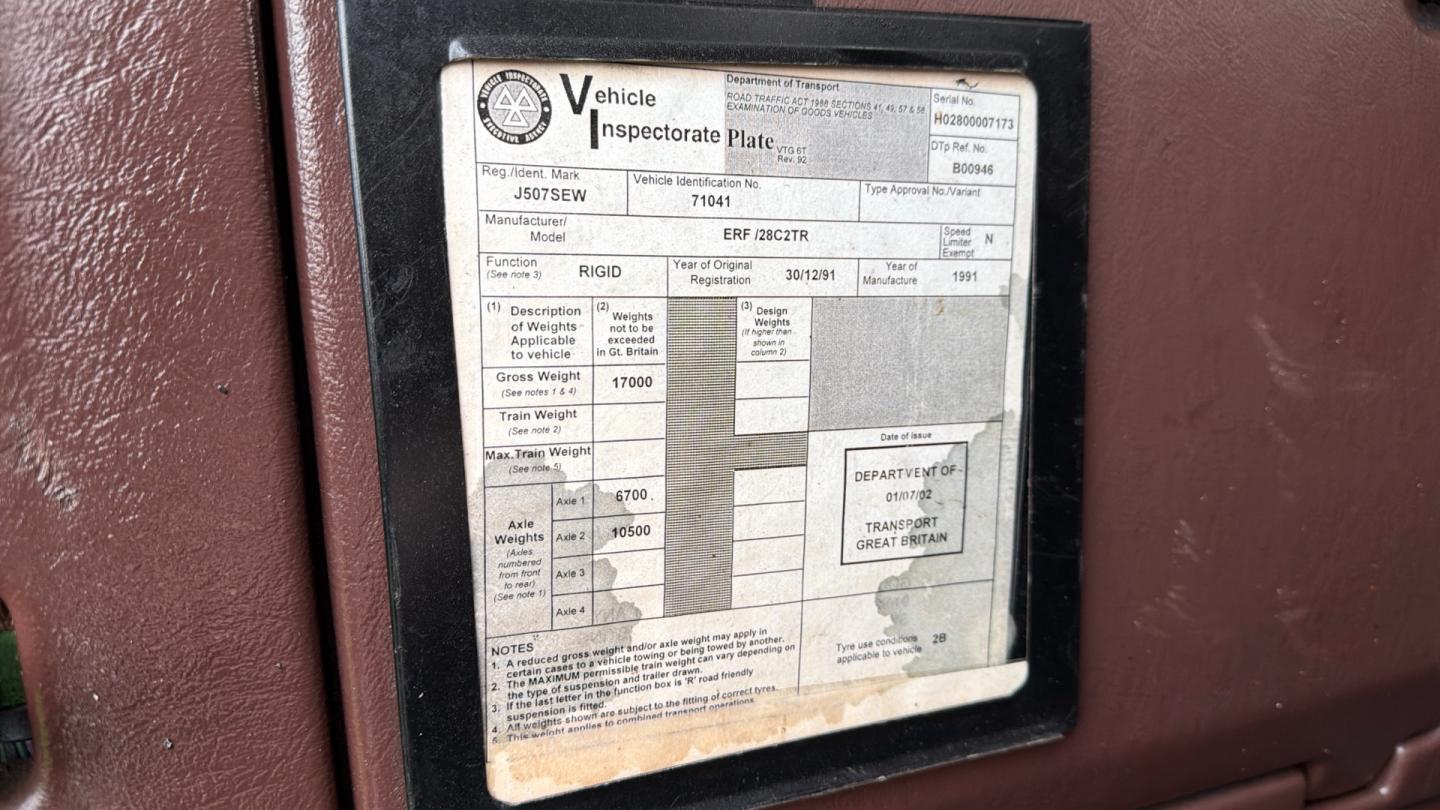 VEHICLE INSPECTORATE
EXECUTIVE AGENCY
Vehicle
Inspectorate Plate
VTG 6T
Rev. 92
Department of Transport
ROAD TRAFFIC ACT 1988 SECTIONS 41, 49, 57 & 58
EXAMINATION OF GOODS VEHICLES
Serial No.
H02800007173
DTp Ref. No.
B00946
Reg./Ident. Mark
J507SEW
Vehicle Identification No.
71041
Type Approval No./Variant
Manufacturer/
Model
ERF /28C2TR
Speed
Limiter
Exempt
N
Function
(See note 3)
RIGID
Year of Original
Registration
30/12/91
Year of
Manufacture
1991
(1) Description
of Weights
Applicable
to vehicle
(2) Weights
not to be
exceeded
in Gt. Britain
(3) Design
Weights
(If higher than
shown in
column 2)
Gross Weight
(See notes 1 & 4)
17000
Train Weight
(See note 2)
Max.Train Weight
(See note 5)
Axle
Weights
(Axles
numbered
from front
to rear)
(See note 1)
Axle 1
6700
Axle 2
10500
Axle 3
Axle 4
Date of issue
DEPARTVENT OF
01/07/02
TRANSPORT
GREAT BRITAIN
Tyre use conditions
applicable to vehicle
2B
NOTES
1. A reduced gross weight and/or axle weight may apply in
certain cases to a vehicle towing or being towed by another.
2. The MAXIMUM permissible train weight can vary depending on
the type of suspension and trailer drawn.
3. If the last letter in the function box is 'R' road friendly
suspension is fitted.
4. All weights shown are subject to the fitting of correct tyres.
5. This weight applies to combined transport operations.